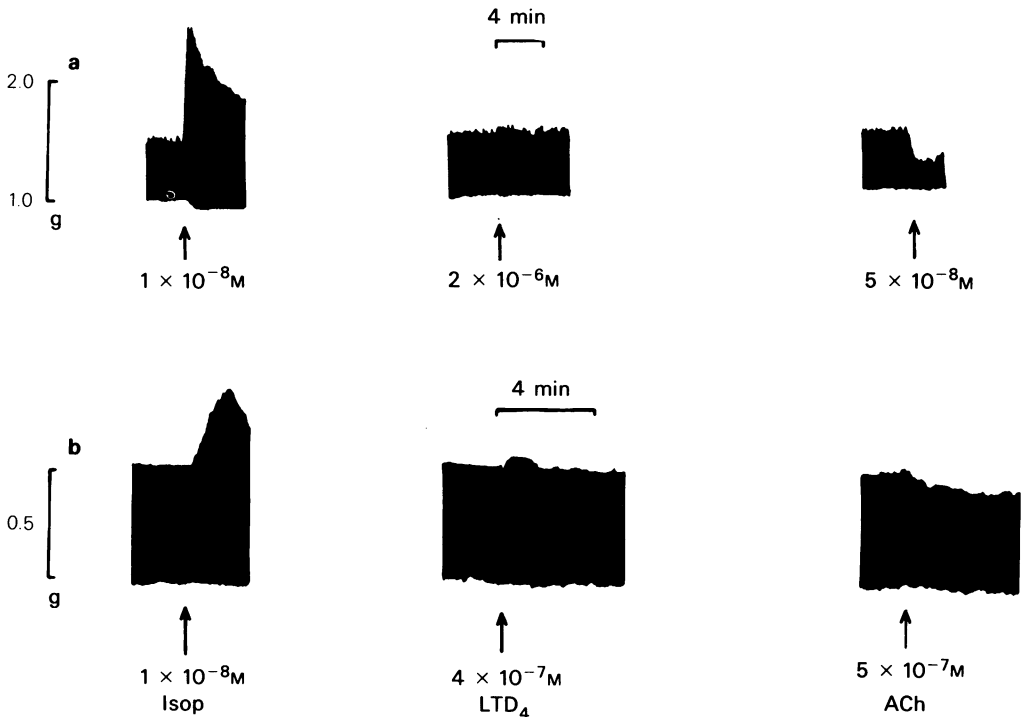 4 min
a
2.0
1.0
g
1 × 10⁻⁸M
2 × 10⁻⁶M
5 × 10⁻⁸M
4 min
b
0.5
g
1 × 10⁻⁸M
4 × 10⁻⁷M
5 × 10⁻⁷M
Isop
LTD₄
ACh